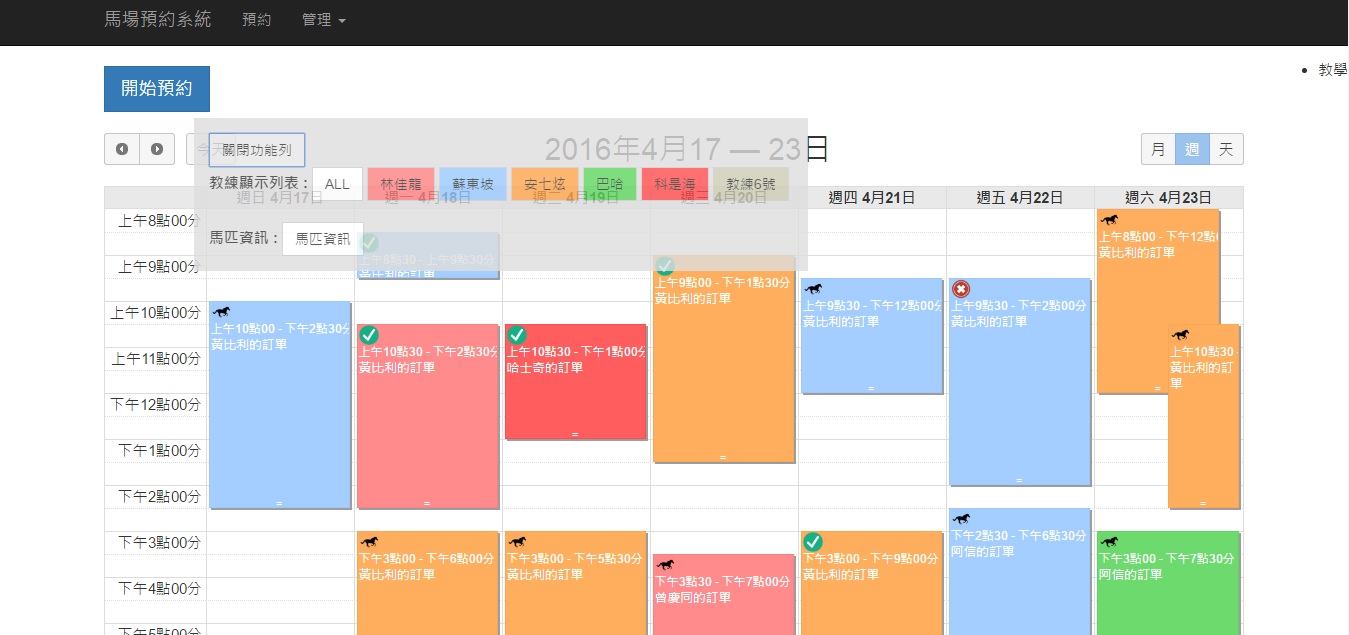 馬場預約系統 預約 管理
開始預約
教學
今天
關閉功能列
2016年4月17 — 23日
月 週 天
教練顯示列表： ALL 林佳龍 蘇東坡 安七炫 巴哈 科是海 教練6號
週日 4月17日 週一 4月18日 週二 4月19日 週三 4月20日 週四 4月21日 週五 4月22日 週六 4月23日
馬匹資訊： 馬匹資訊
上午8點00分
上午9點00分
上午10點00分
上午11點00分
下午12點00分
下午1點00分
下午2點00分
下午3點00分
下午4點00分
下午5點00分
上午10點00 - 下午2點30分
黃比利的訂單
上午8點30 - 上午9點30分
黃比利的訂單
上午10點30 - 下午2點30分
黃比利的訂單
下午3點00 - 下午6點00分
黃比利的訂單
上午10點30 - 下午1點00分
哈士奇的訂單
下午3點00 - 下午5點30分
黃比利的訂單
上午9點00 - 下午1點30分
黃比利的訂單
下午3點30 - 下午7點00分
曾慶同的訂單
上午9點30 - 下午12點00分
黃比利的訂單
下午3點00 - 下午9點00分
黃比利的訂單
上午9點30 - 下午2點00分
黃比利的訂單
下午2點30 - 下午6點30分
阿信的訂單
上午8點00 - 下午12點
黃比利的訂單
上午10點30 -
黃比利的訂
單
下午3點00 - 下午7點30分
阿信的訂單